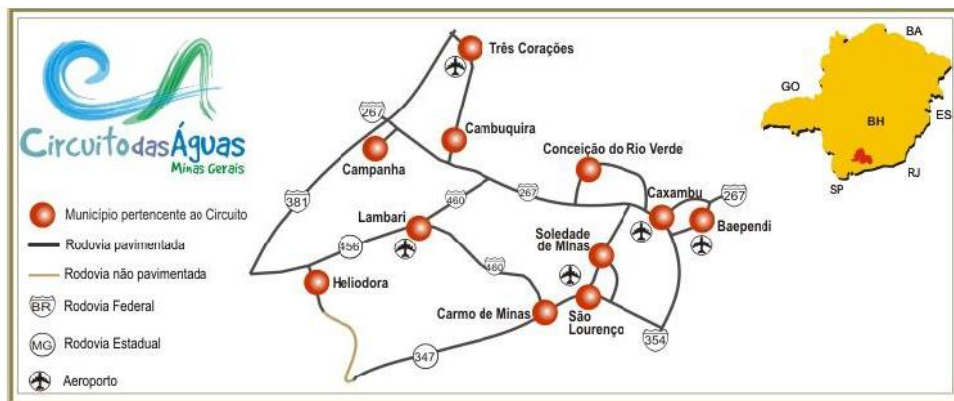 Circuito das Águas
Minas Gerais
Município pertencente ao Circuito
Rodovia pavimentada
Rodovia não pavimentada
BR Rodovia Federal
MG Rodovia Estadual
Aeroporto
Três Corações
267
Cambuquira
Campanha
Conceição do Rio Verde
381
460
267
Caxambu
267
Lambari
Baependi
456
Soledade
de Minas
460
Heliodora
Carmo de Minas
São
Lourenço
354
347
BA
GO
ES
BH
SP
RJ